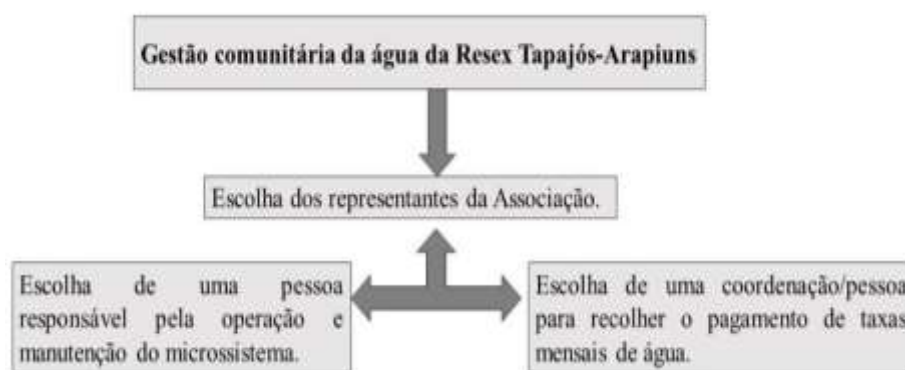 Gestão comunitária da água da Resex Tapajós-Arapiuns
Escolha dos representantes da Associação.
Escolha de uma pessoa
responsável pela operação e
manutenção do microssistema.
Escolha de uma coordenação/pessoa
para recolher o pagamento de taxas
mensais de água.